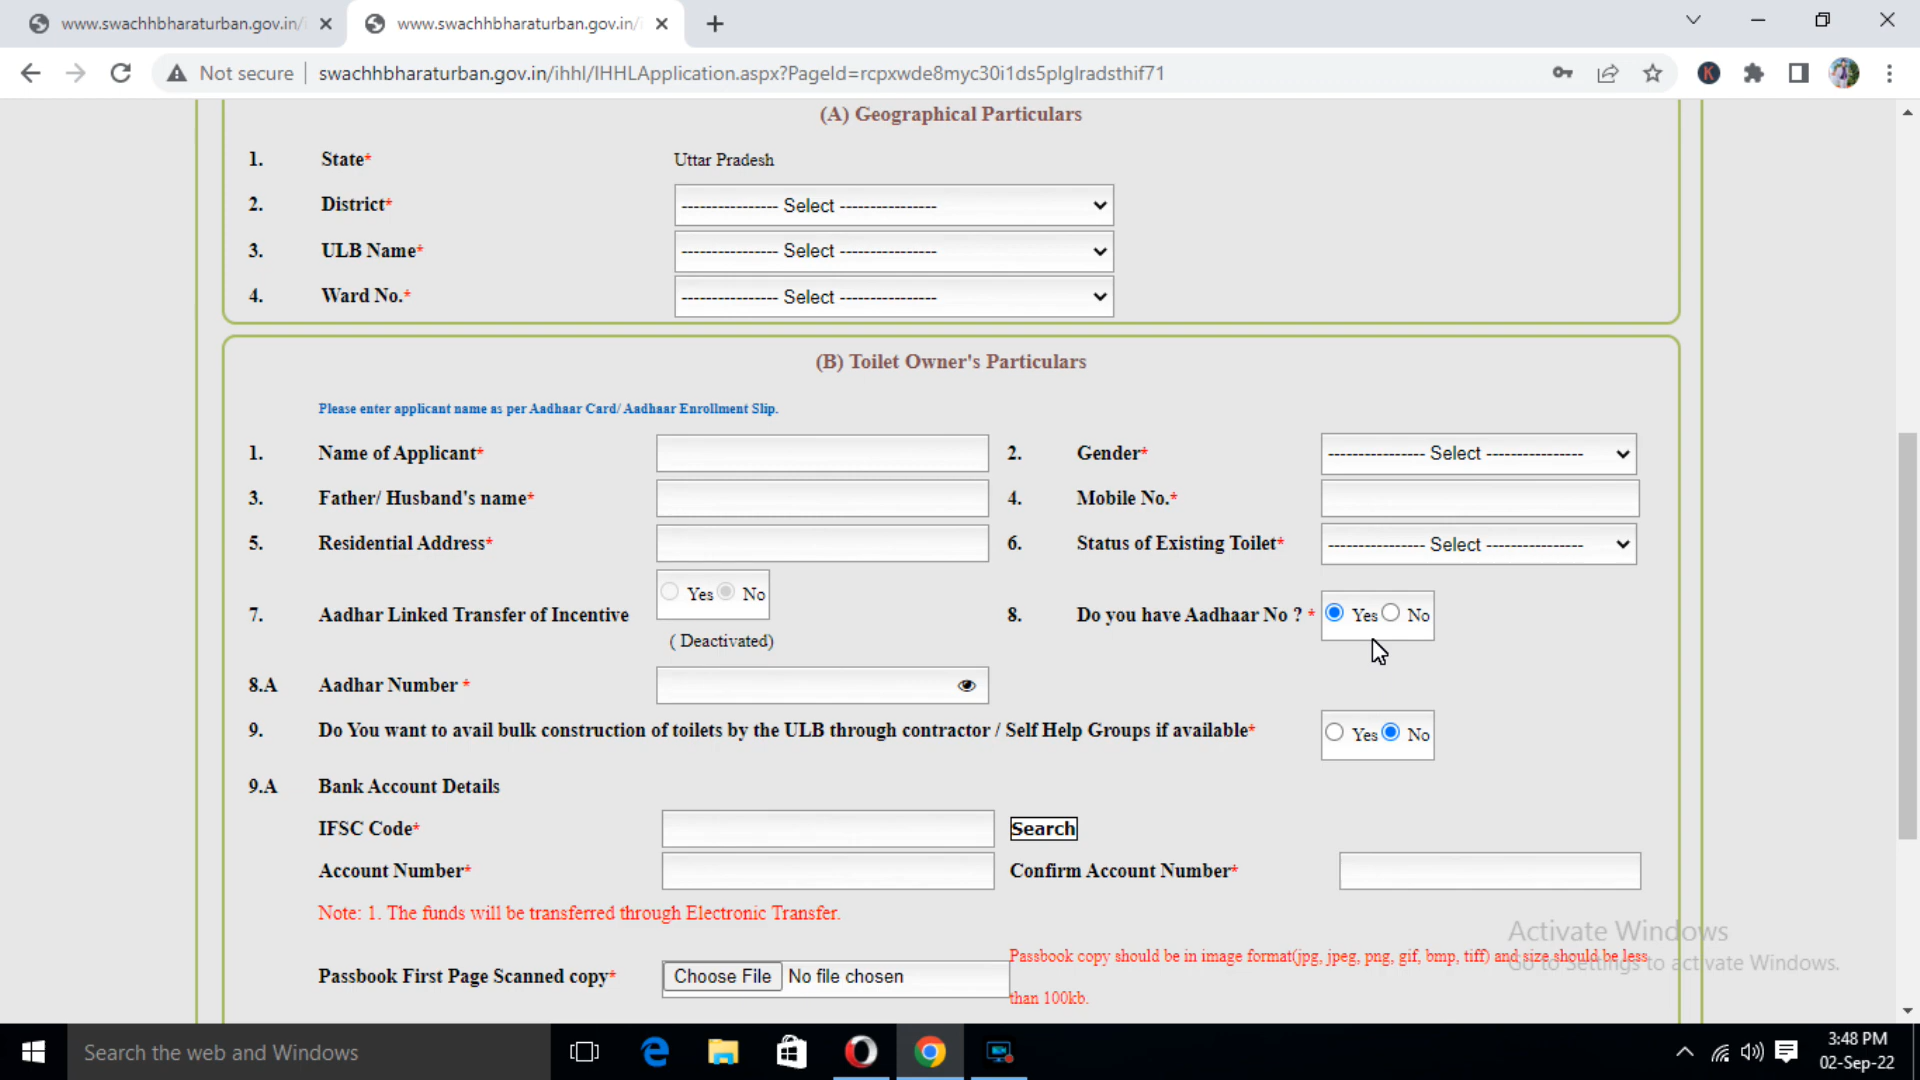 www.swachhbharaturban.gov.in/ www.swachhbharaturban.gov.in/
Not secure swachhbharaturban.gov.in/ihhl/IHHLApplication.aspx?PageId=rcpxwde8myc30i1ds5plglradsthif71
K
(A) Geographical Particulars
1. State* Uttar Pradesh
2. District* ---------------- Select ----------------
3. ULB Name* ---------------- Select ----------------
4. Ward No.* ---------------- Select ----------------
(B) Toilet Owner's Particulars
Please enter applicant name as per Aadhaar Card/ Aadhaar Enrollment Slip.
1. Name of Applicant* 2. Gender* ---------------- Select ----------------
3. Father/ Husband's name* 4. Mobile No.*
5. Residential Address* 6. Status of Existing Toilet* ---------------- Select ----------------
7. Aadhar Linked Transfer of Incentive Yes No 8. Do you have Aadhaar No ? * Yes No
( Deactivated)
8.A Aadhar Number *
9. Do You want to avail bulk construction of toilets by the ULB through contractor / Self Help Groups if available* Yes No
9.A Bank Account Details
IFSC Code* Search
Account Number* Confirm Account Number*
Note: 1. The funds will be transferred through Electronic Transfer.
Activate Windows
Passbook First Page Scanned copy* Choose File No file chosen Passbook copy should be in image format(jpg, jpeg, png, gif, bmp, tiff) and size should be less
than 100kb.
Go to Settings to activate Windows.
Search the web and Windows
3:48 PM
02-Sep-22